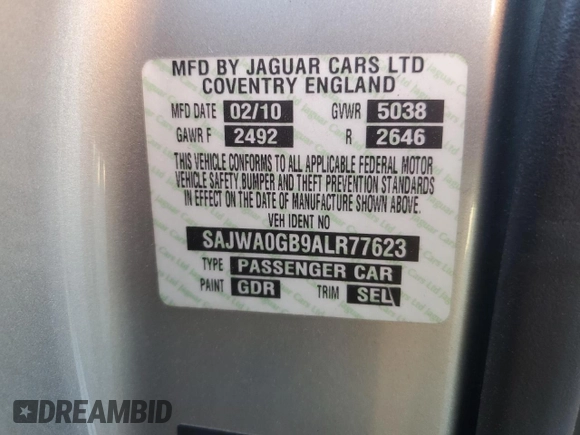 MFD BY JAGUAR CARS LTD
COVENTRY ENGLAND
MFD DATE 02/10 GVWR 5038
GAWR F 2492 R 2646
THIS VEHICLE CONFORMS TO ALL APPLICABLE FEDERAL MOTOR
VEHICLE SAFETY BUMPER AND THEFT PREVENTION STANDARDS
IN EFFECT ON THE DATE OF MANUFACTURE SHOWN ABOVE.
VEH IDENT NO
SAJWA0GB9ALR77623
TYPE PASSENGER CAR
PAINT GDR TRIM SEL
DREAMBID